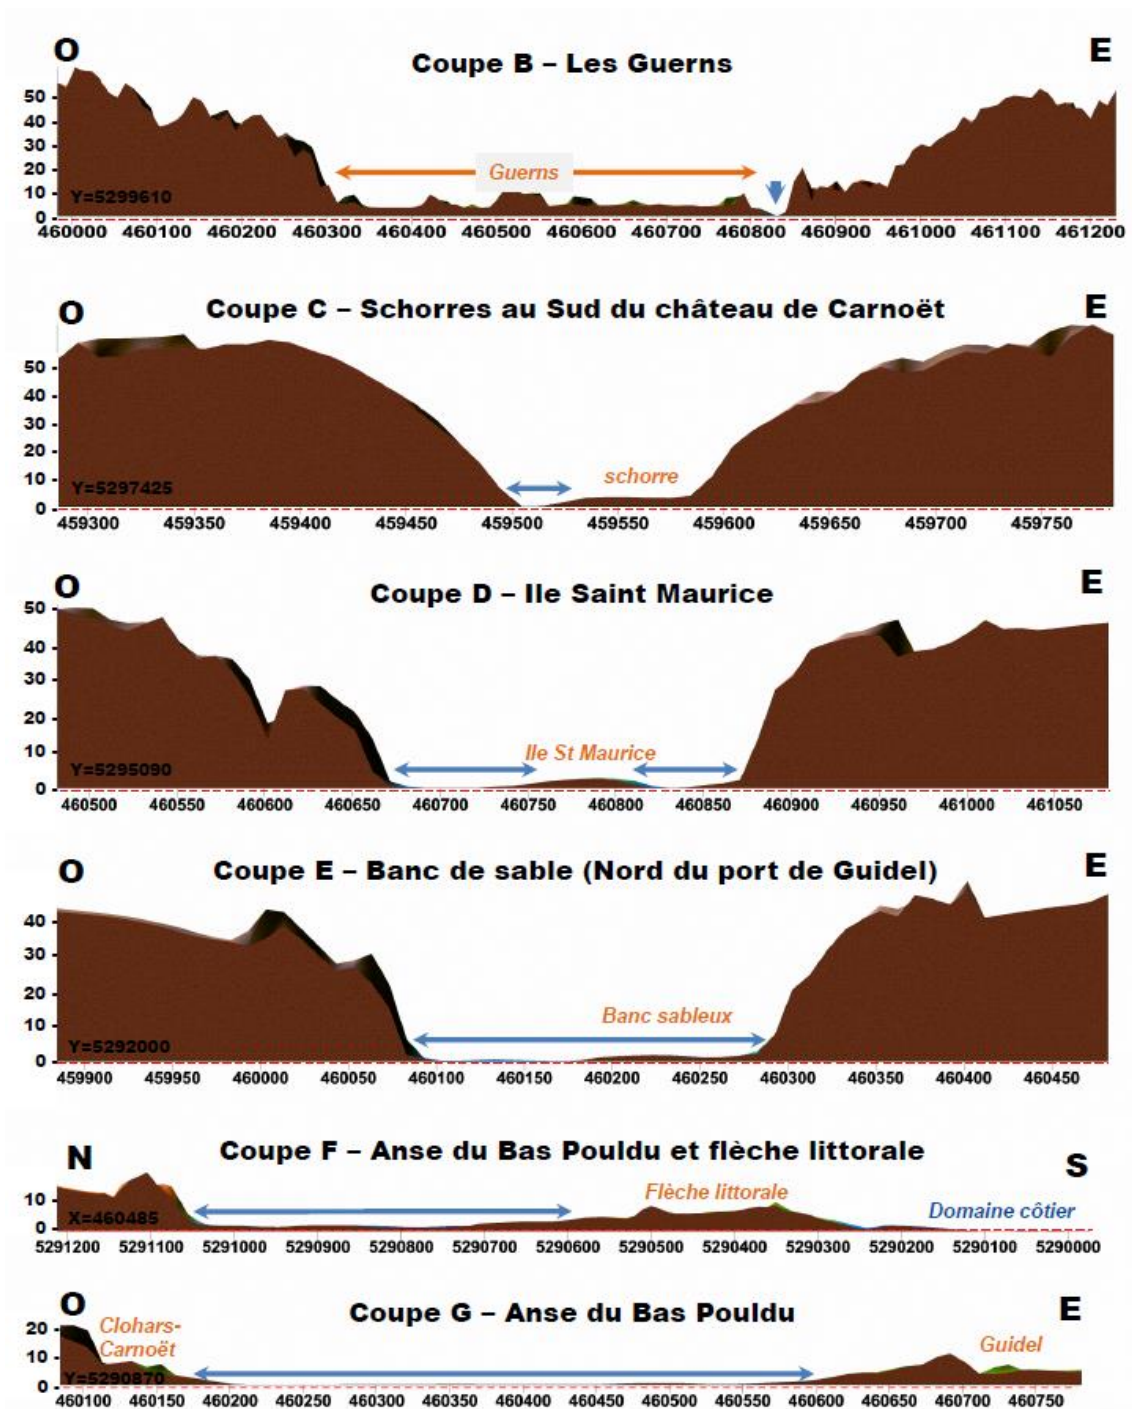 O Coupe B – Les Guerns E
50
40
30
20
Guerns
10
Y=5299610
0
460000 460100 460200 460300 460400 460500 460600 460700 460800 460900 461000 461100 461200
O Coupe C – Schorres au Sud du château de Carnoët E
50
40
30
20
10
schorre
Y=5297425
0
459300 459350 459400 459450 459500 459550 459600 459650 459700 459750
O Coupe D – Ile Saint Maurice E
50
40
30
20
10
Ile St Maurice
Y=5295090
0
460500 460550 460600 460650 460700 460750 460800 460850 460900 460950 461000 461050
O Coupe E – Banc de sable (Nord du port de Guidel) E
40
30
20
10
Banc sableux
Y=5292000
0
459900 459950 460000 460050 460100 460150 460200 460250 460300 460350 460400 460450
N Coupe F – Anse du Bas Pouldu et flèche littorale S
10
Flèche littorale
X=460485
Domaine côtier
0
5291200 5291100 5291000 5290900 5290800 5290700 5290600 5290500 5290400 5290300 5290200 5290100 5290000
O Coupe G – Anse du Bas Pouldu E
20
Clohars-
Carnoët
Guidel
10
Y=5290870
0
460100 460150 460200 460250 460300 460350 460400 460450 460500 460550 460600 460650 460700 460750